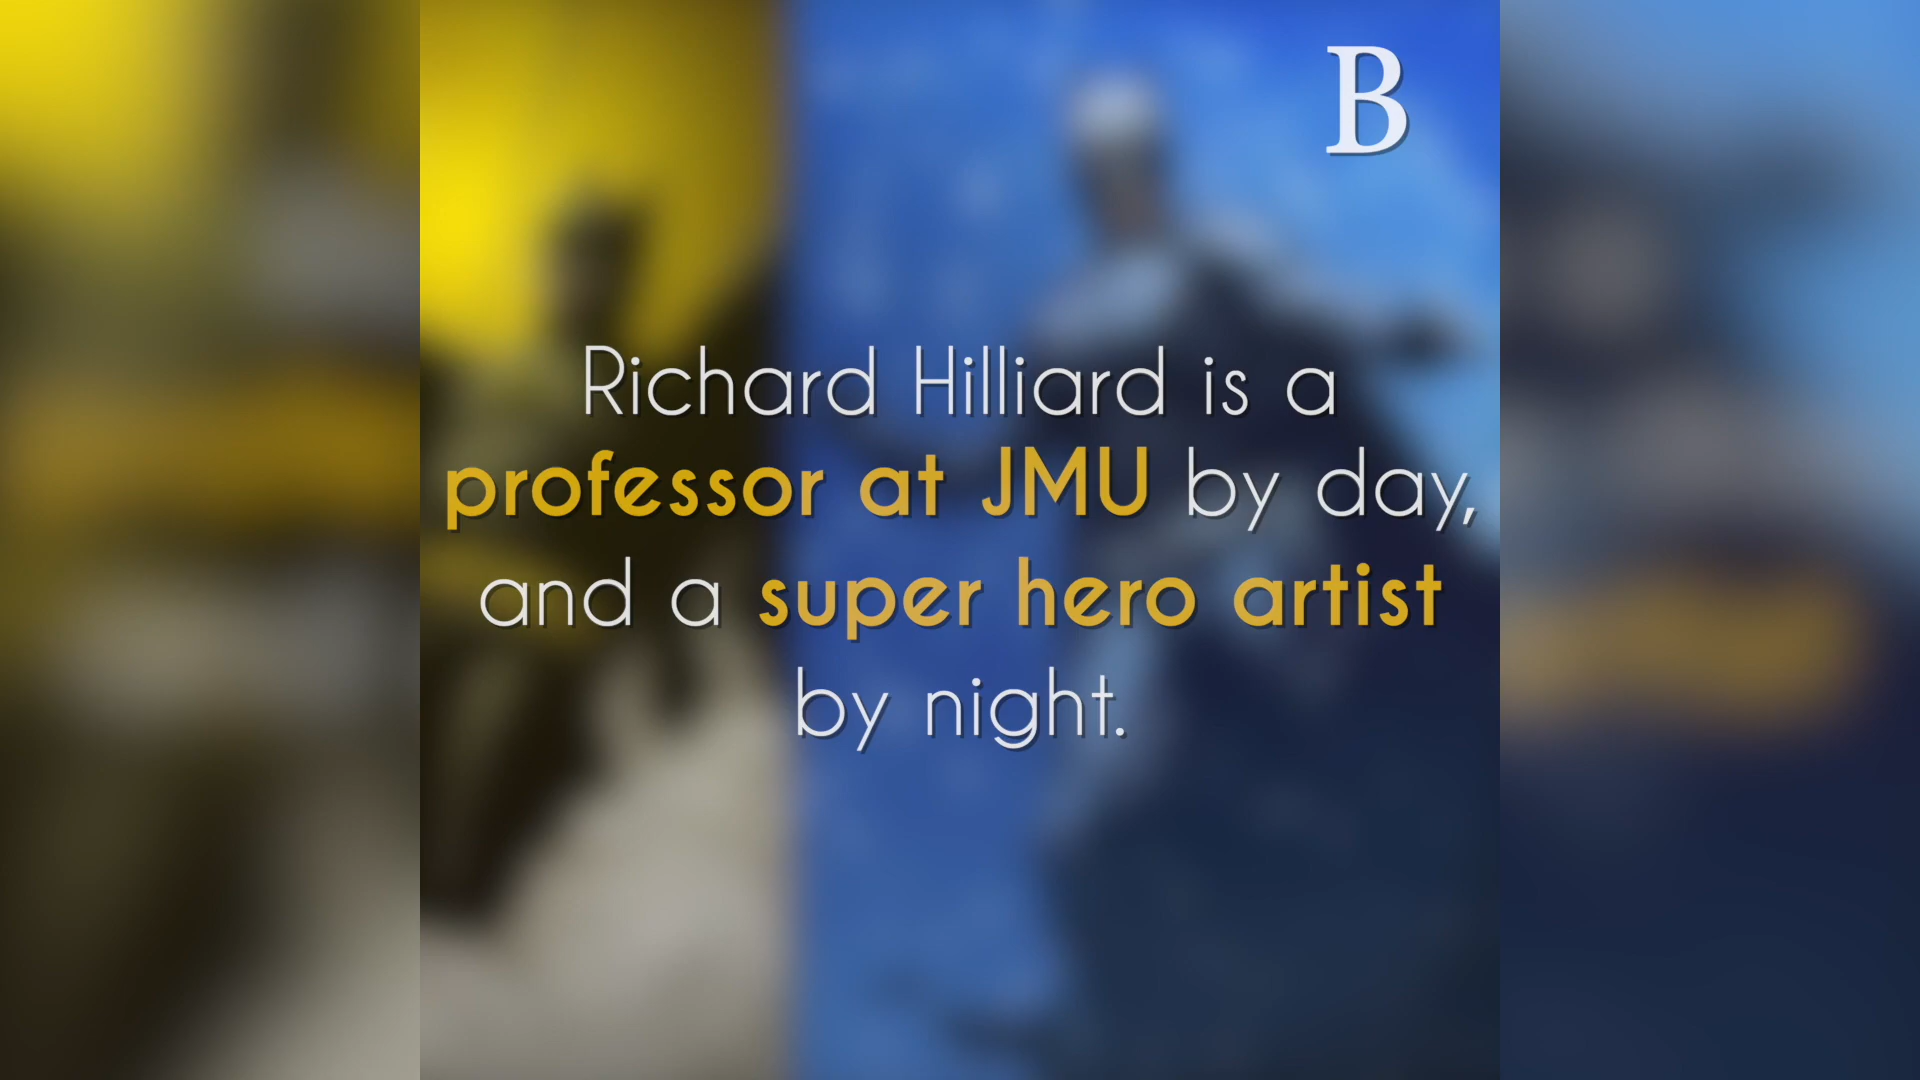 B
Richard Hilliard is a
professor at JMU by day,
and a super hero artist
by night.